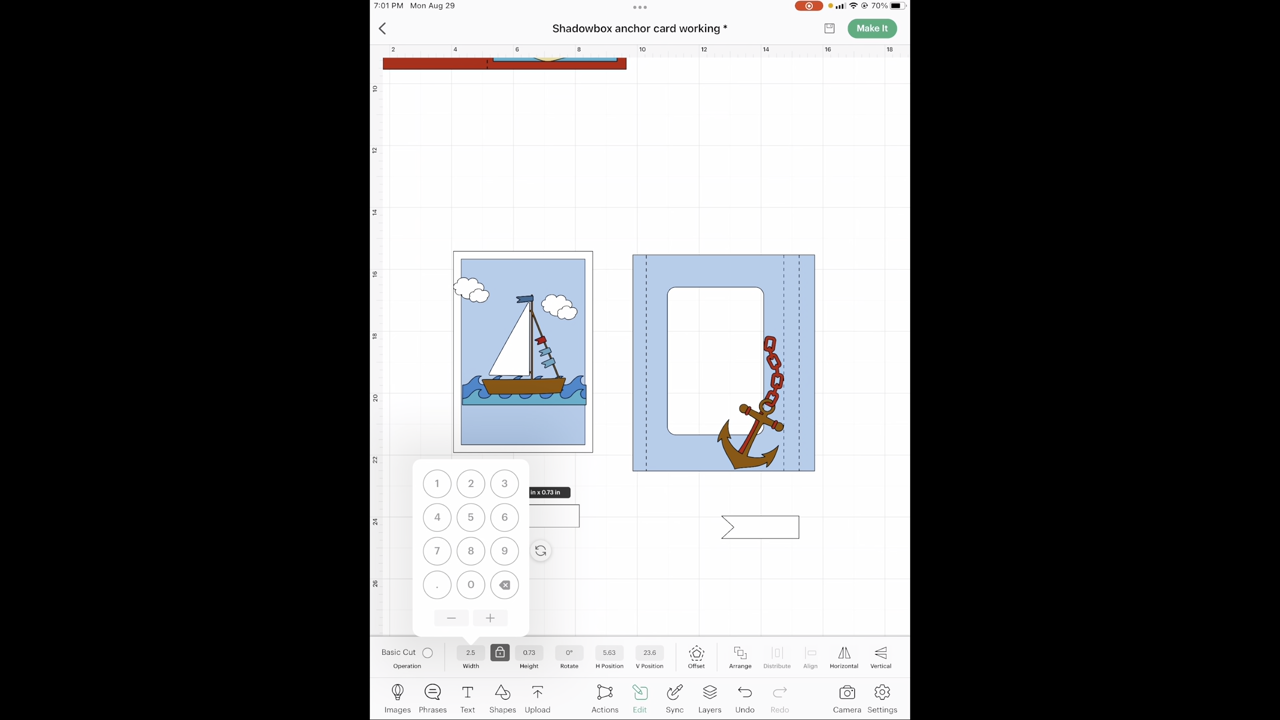 7:01 PM Mon Aug 29
70%
Shadowbox anchor card working *
Make It
2 4 6 8 10 12 14 16 18
10
12
14
16
18
20
22
24
26
in x 0.73 in
1 2 3
4 5 6
7 8 9
. 0
− +
Basic Cut 2.5 0.73 0° 5.63 23.6
Operation Width Height Rotate H Position V Position Offset Arrange Distribute Align Horizontal Vertical
Images Phrases Text Shapes Upload Actions Edit Sync Layers Undo Redo Camera Settings